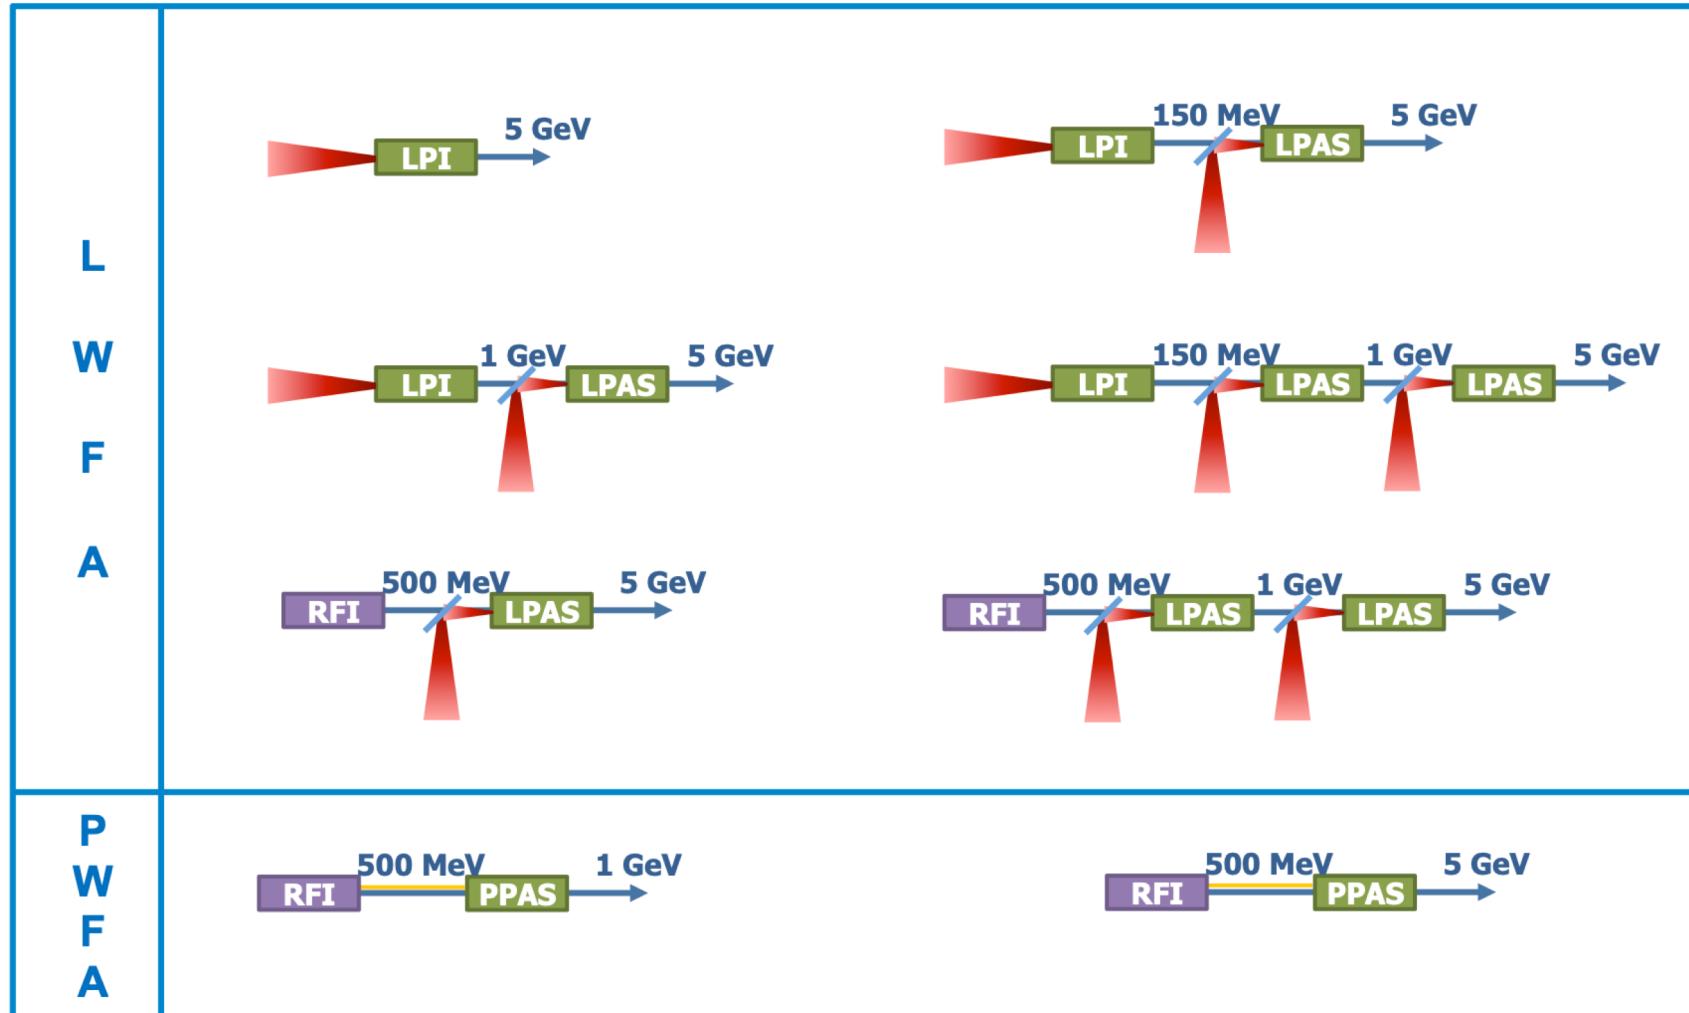 L
W
F
A
5 GeV
LPI
150 MeV 5 GeV
LPI LPAS
1 GeV 5 GeV
LPI LPAS
150 MeV 1 GeV 5 GeV
LPI LPAS LPAS
500 MeV 5 GeV
RFI LPAS
500 MeV 1 GeV 5 GeV
RFI LPAS LPAS
P
W
F
A
500 MeV 1 GeV
RFI PPAS
500 MeV 5 GeV
RFI PPAS